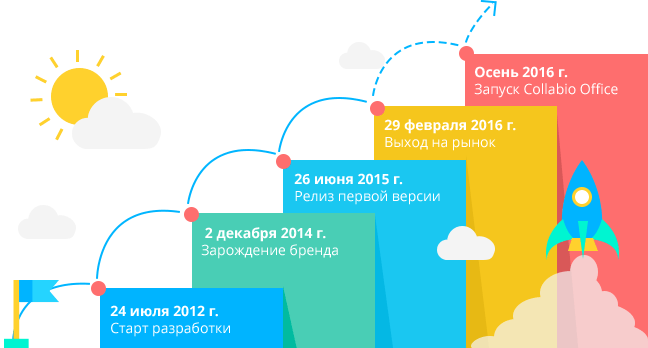 Осень 2016 г.
Запуск Collabio Office
29 февраля 2016 г.
Выход на рынок
26 июня 2015 г.
Релиз первой версии
2 декабря 2014 г.
Зарождение бренда
24 июля 2012 г.
Старт разработки